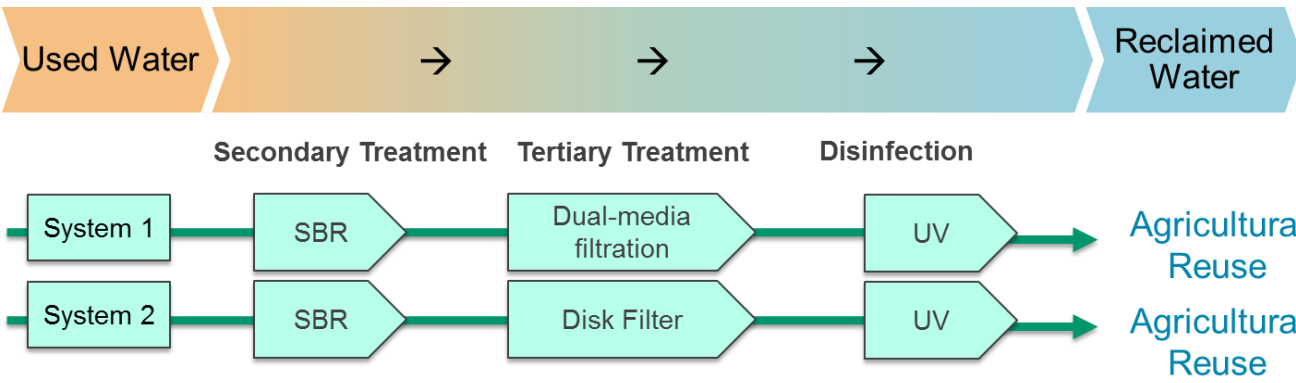 Used Water → → → Reclaimed
Water
Secondary Treatment Tertiary Treatment Disinfection
System 1 SBR Dual-media
filtration UV Agricultura
Reuse
System 2 SBR Disk Filter UV Agricultura
Reuse